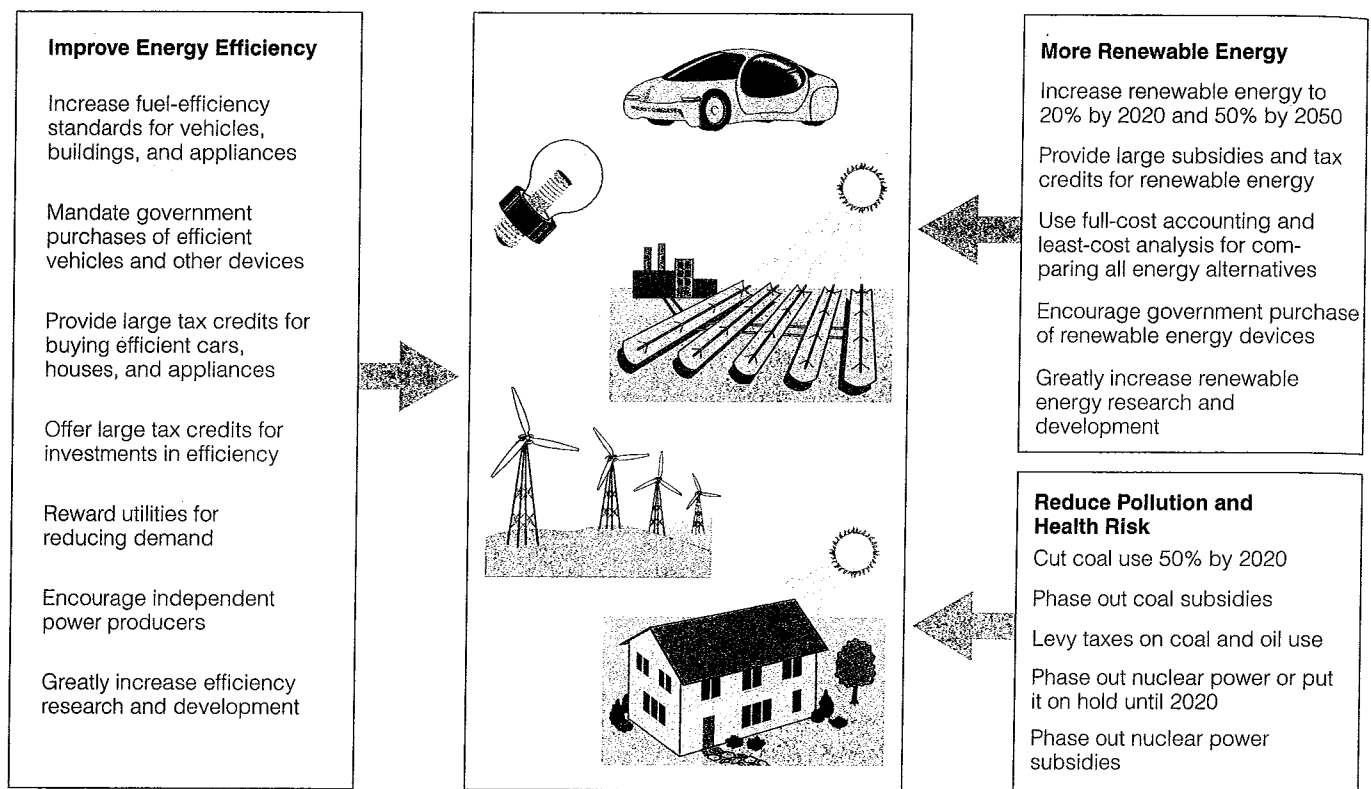 Improve Energy Efficiency
Increase fuel-efficiency
standards for vehicles,
buildings, and appliances
Mandate government
purchases of efficient
vehicles and other devices
Provide large tax credits for
buying efficient cars,
houses, and appliances
Offer large tax credits for
investments in efficiency
Reward utilities for
reducing demand
Encourage independent
power producers
Greatly increase efficiency
research and development
More Renewable Energy
Increase renewable energy to
20% by 2020 and 50% by 2050
Provide large subsidies and tax
credits for renewable energy
Use full-cost accounting and
least-cost analysis for com-
paring all energy alternatives
Encourage government purchase
of renewable energy devices
Greatly increase renewable
energy research and
development
Reduce Pollution and
Health Risk
Cut coal use 50% by 2020
Phase out coal subsidies
Levy taxes on coal and oil use
Phase out nuclear power or put
it on hold until 2020
Phase out nuclear power
subsidies